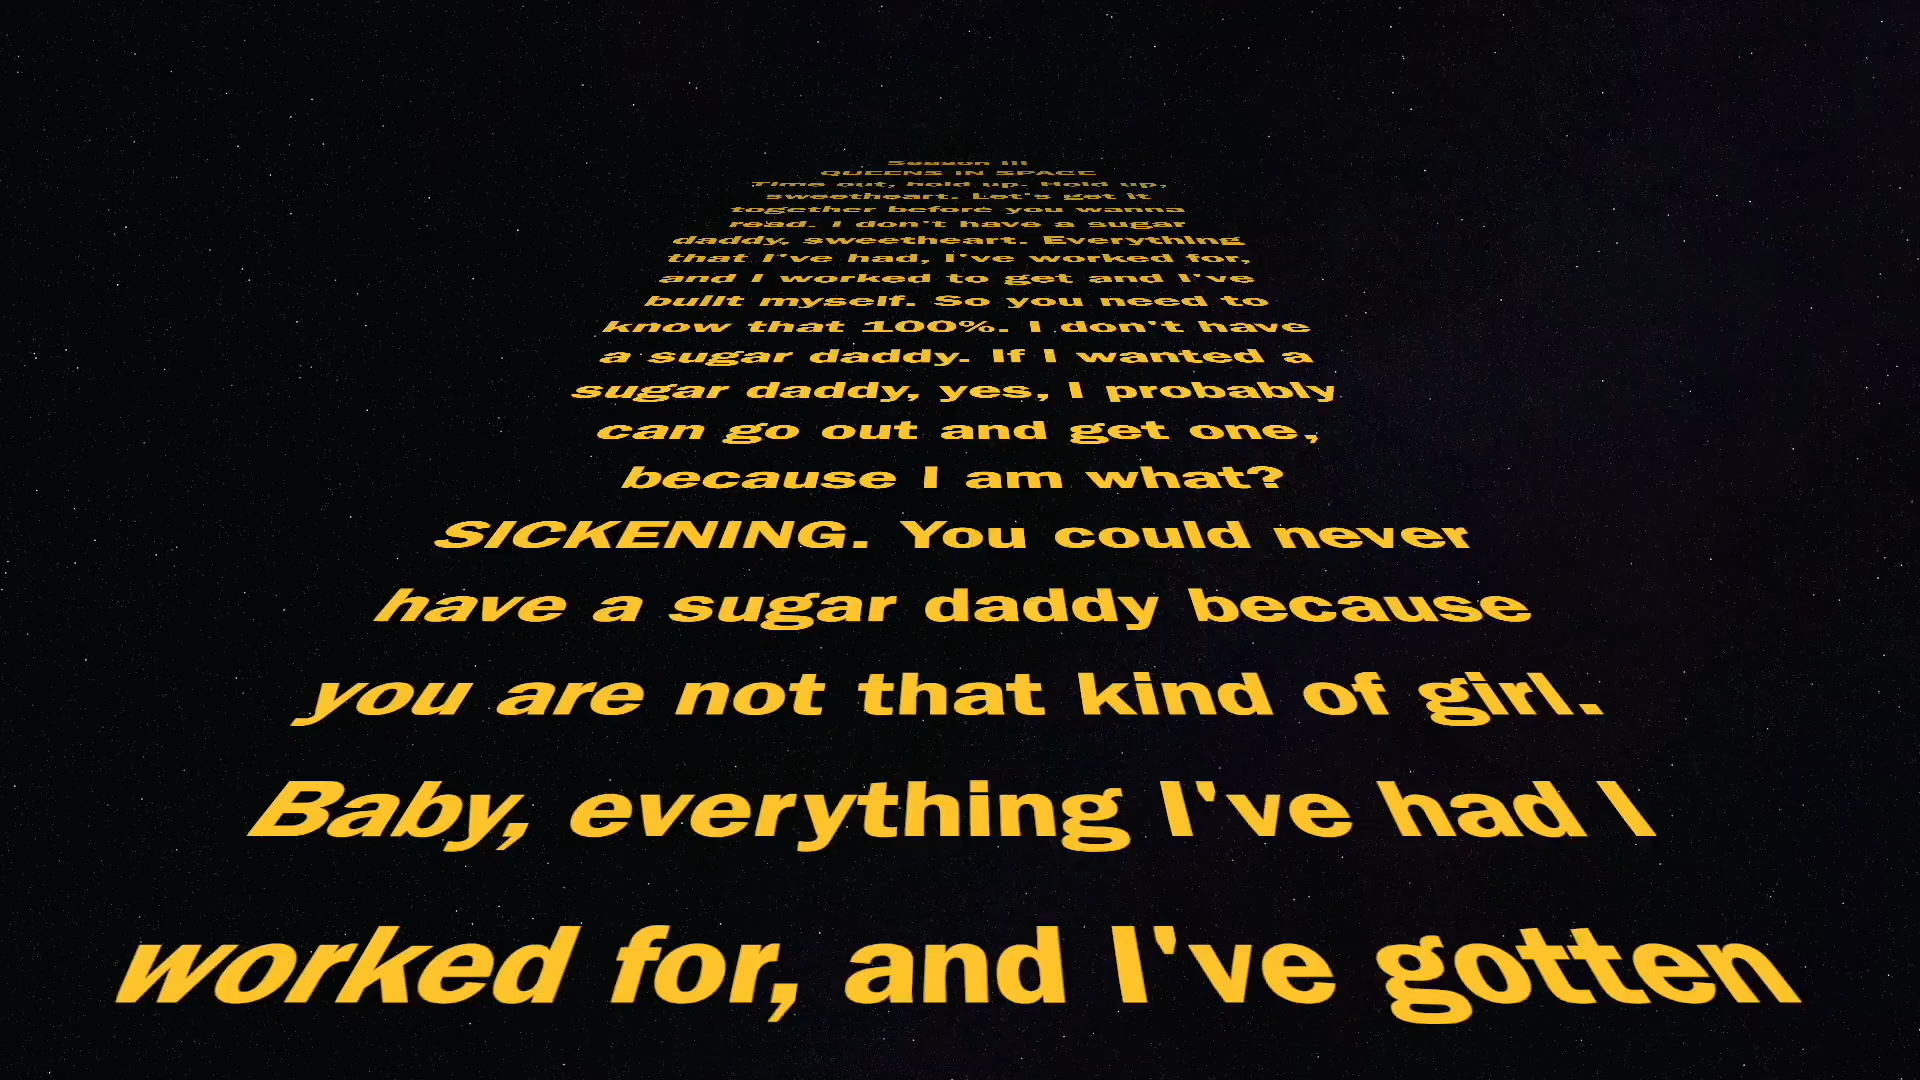 Season III
QUEENS IN SPACE
Time out, hold up. Hold up,
sweetheart. Let's get it
together before you wanna
read. I don't have a sugar
daddy, sweetheart. Everything
that I've had, I've worked for,
and I worked to get and I've
built myself. So you need to
know that 100%. I don't have
a sugar daddy. If I wanted a
sugar daddy, yes, I probably
can go out and get one,
because I am what?
SICKENING. You could never
have a sugar daddy because
you are not that kind of girl.
Baby, everything I've had I
worked for, and I've gotten